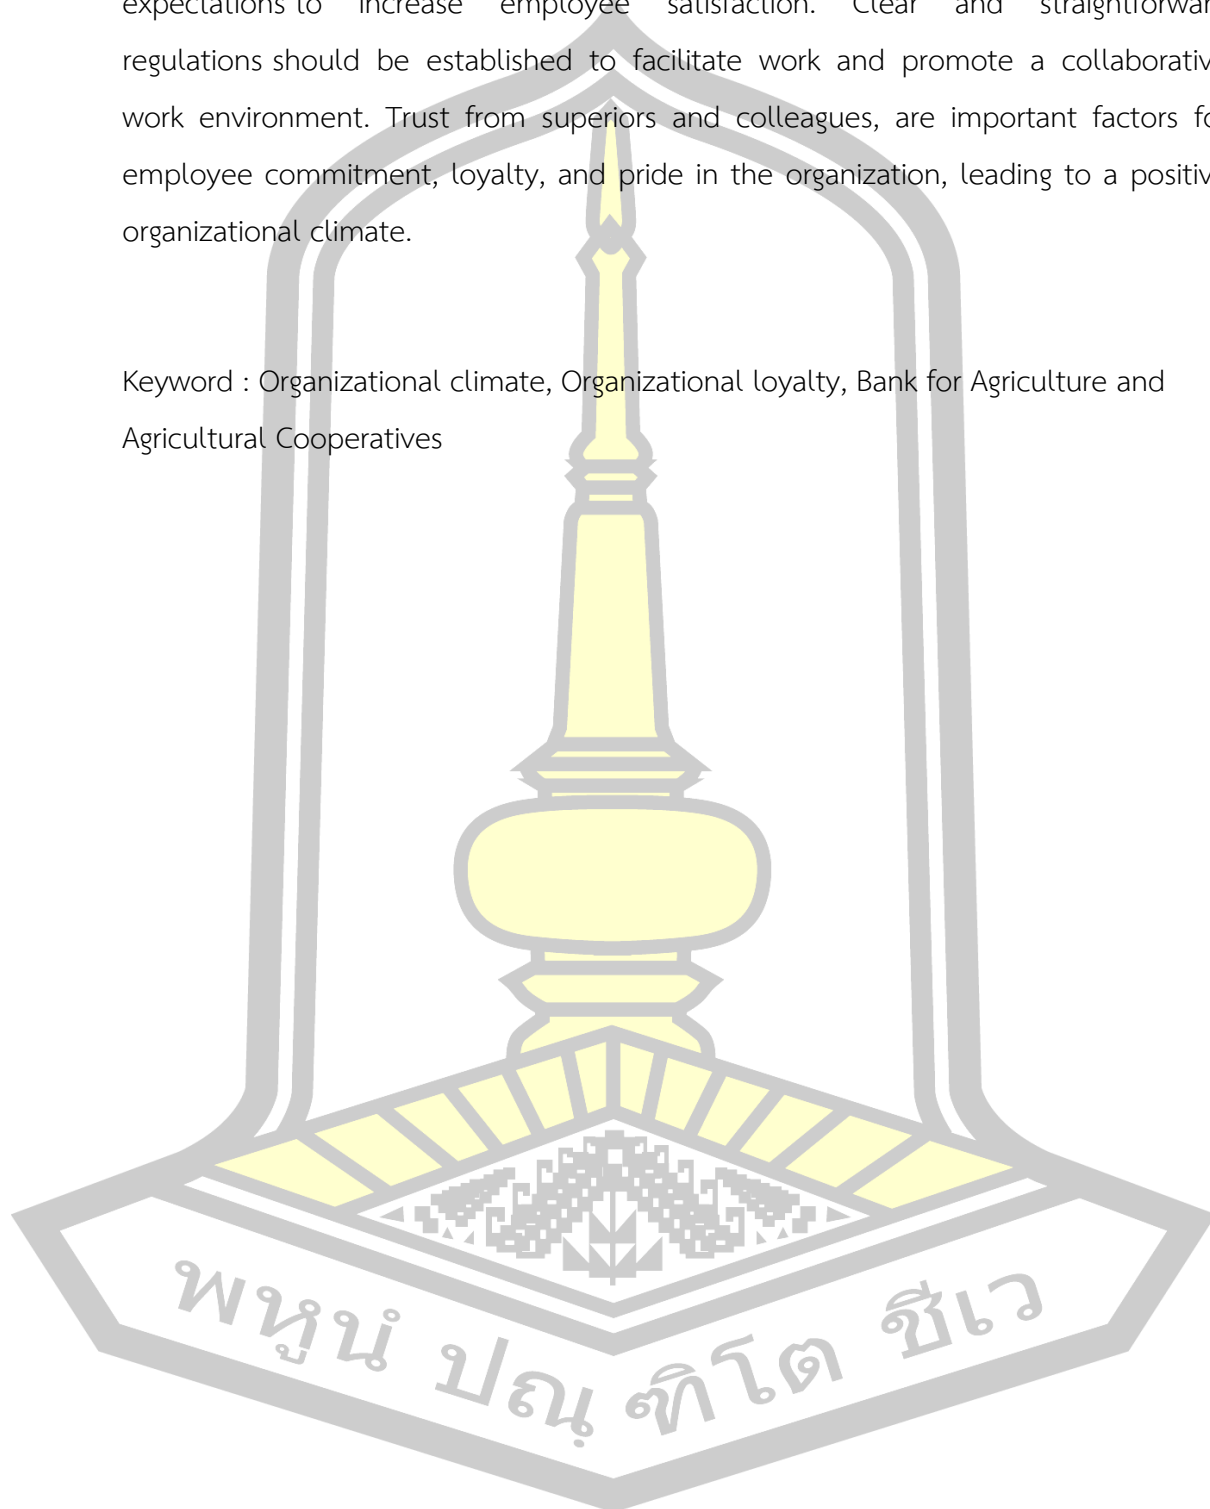 expectations to increase employee satisfaction. Clear and straightforwar
regulations should be established to facilitate work and promote a collaborativ
work environment. Trust from superiors and colleagues, are important factors fo
employee commitment, loyalty, and pride in the organization, leading to a positiv
organizational climate.
Keyword : Organizational climate, Organizational loyalty, Bank for Agriculture and
Agricultural Cooperatives
พหูนํ ปณฺฑิโต ชีเว